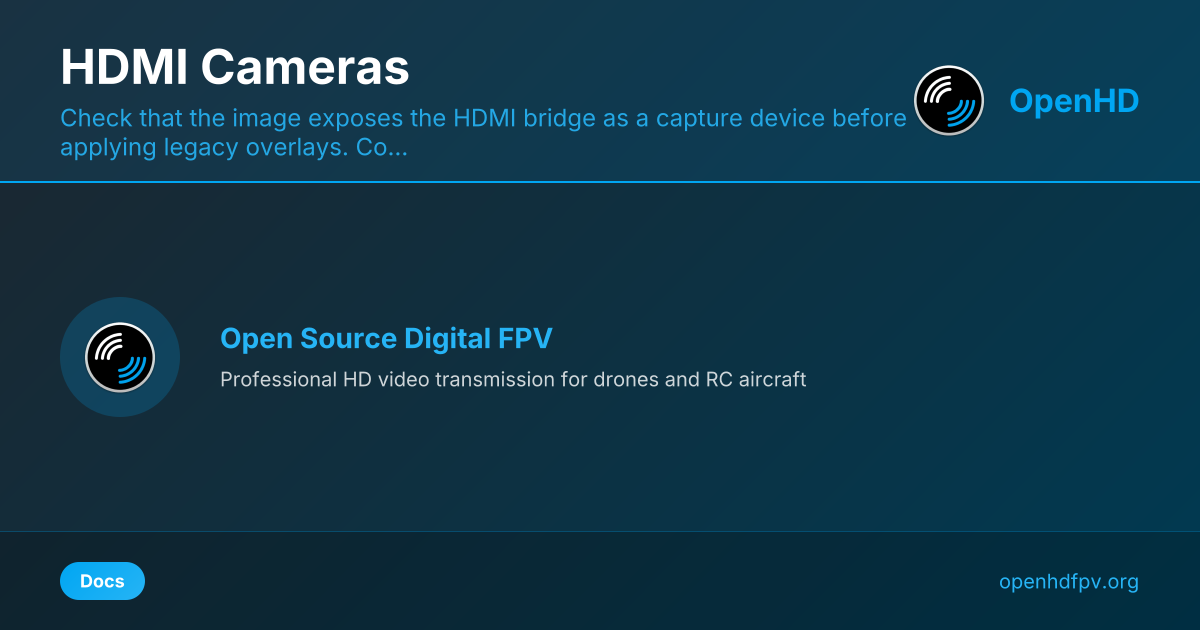 HDMI Cameras
Check that the image exposes the HDMI bridge as a capture device before
applying legacy overlays. Co...
OpenHD
Open Source Digital FPV
Professional HD video transmission for drones and RC aircraft
Docs
openhdfpv.org